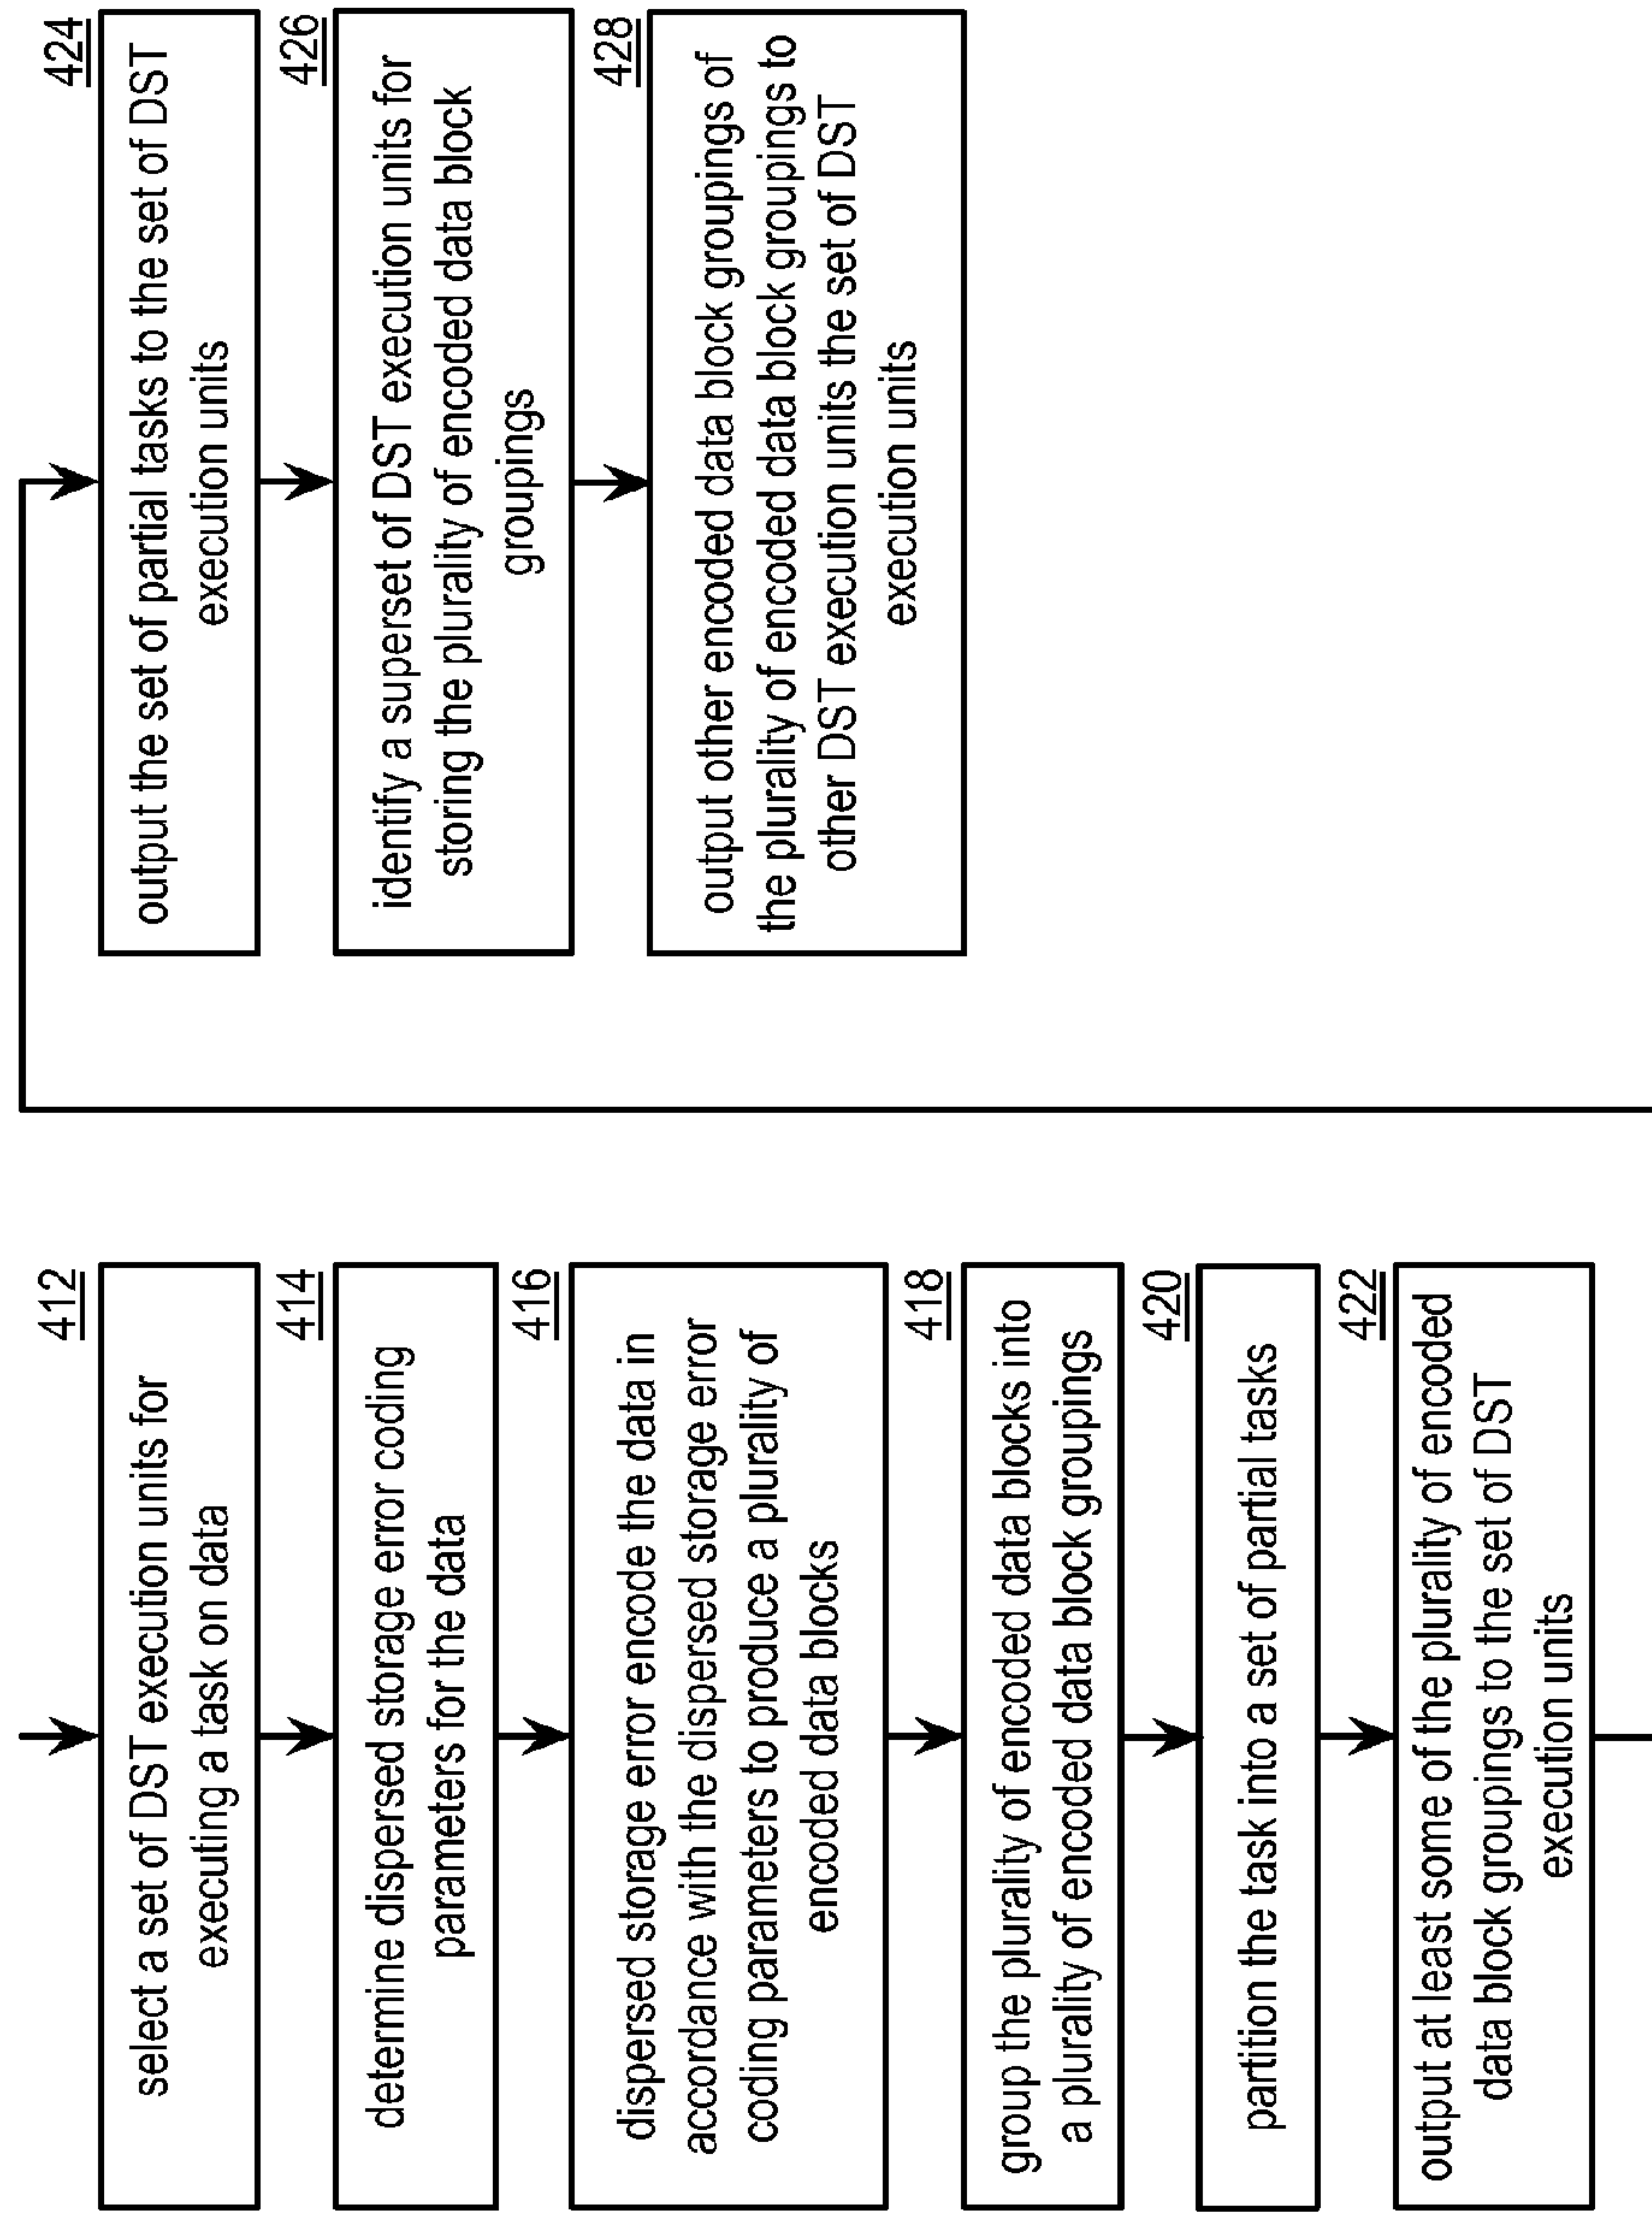 412
select a set of DST execution units for
executing a task on data
414
determine dispersed storage error coding
parameters for the data
416
dispersed storage error encode the data in
accordance with the dispersed storage error
coding parameters to produce a plurality of
encoded data blocks
418
group the plurality of encoded data blocks into
a plurality of encoded data block groupings
420
partition the task into a set of partial tasks
422
output at least some of the plurality of encoded
data block groupings to the set of DST
execution units
424
output the set of partial tasks to the set of DST
execution units
426
identify a superset of DST execution units for
storing the plurality of encoded data block
groupings
428
output other encoded data block groupings of
the plurality of encoded data block groupings to
other DST execution units the set of DST
execution units